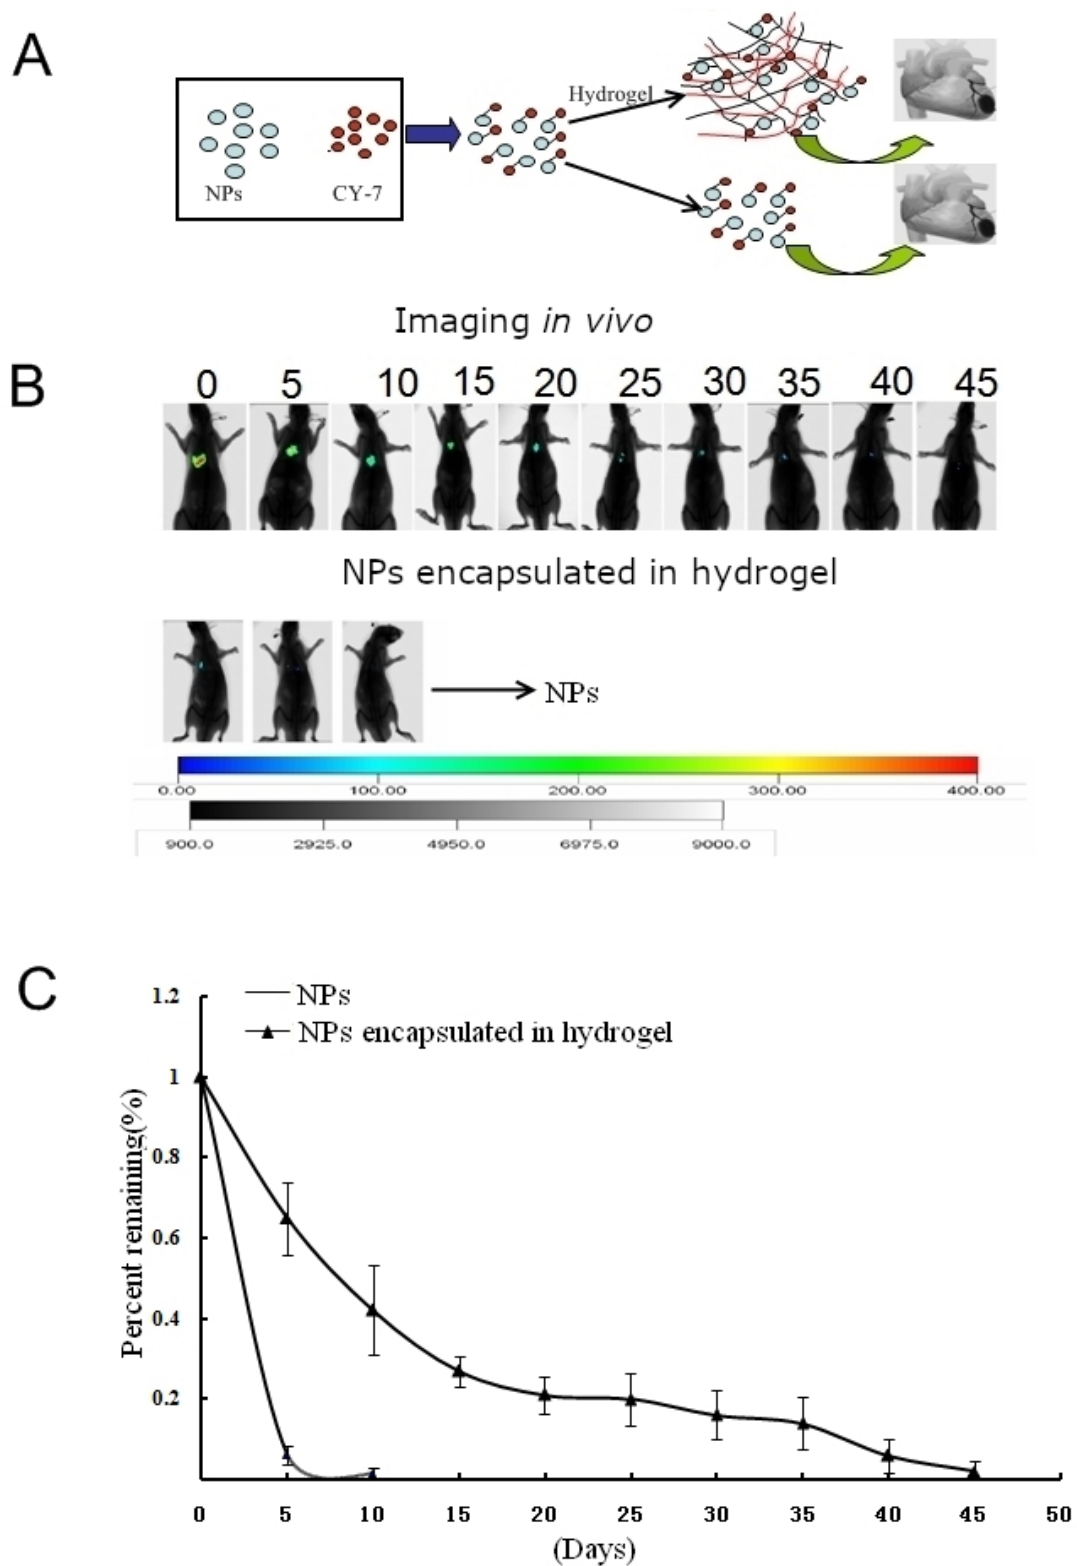 A
Hydrogel
NPs CY-7
Imaging in vivo
B
0 5 10 15 20 25 30 35 40 45
NPs encapsulated in hydrogel
NPs
0.00 100.00 200.00 300.00 400.00
900.0 2925.0 4950.0 6975.0 9000.0
C
NPs
NPs encapsulated in hydrogel
Percent remaining(%)
1.2
1
0.8
0.6
0.4
0.2
0 5 10 15 20 25 30 35 40 45 50
(Days)